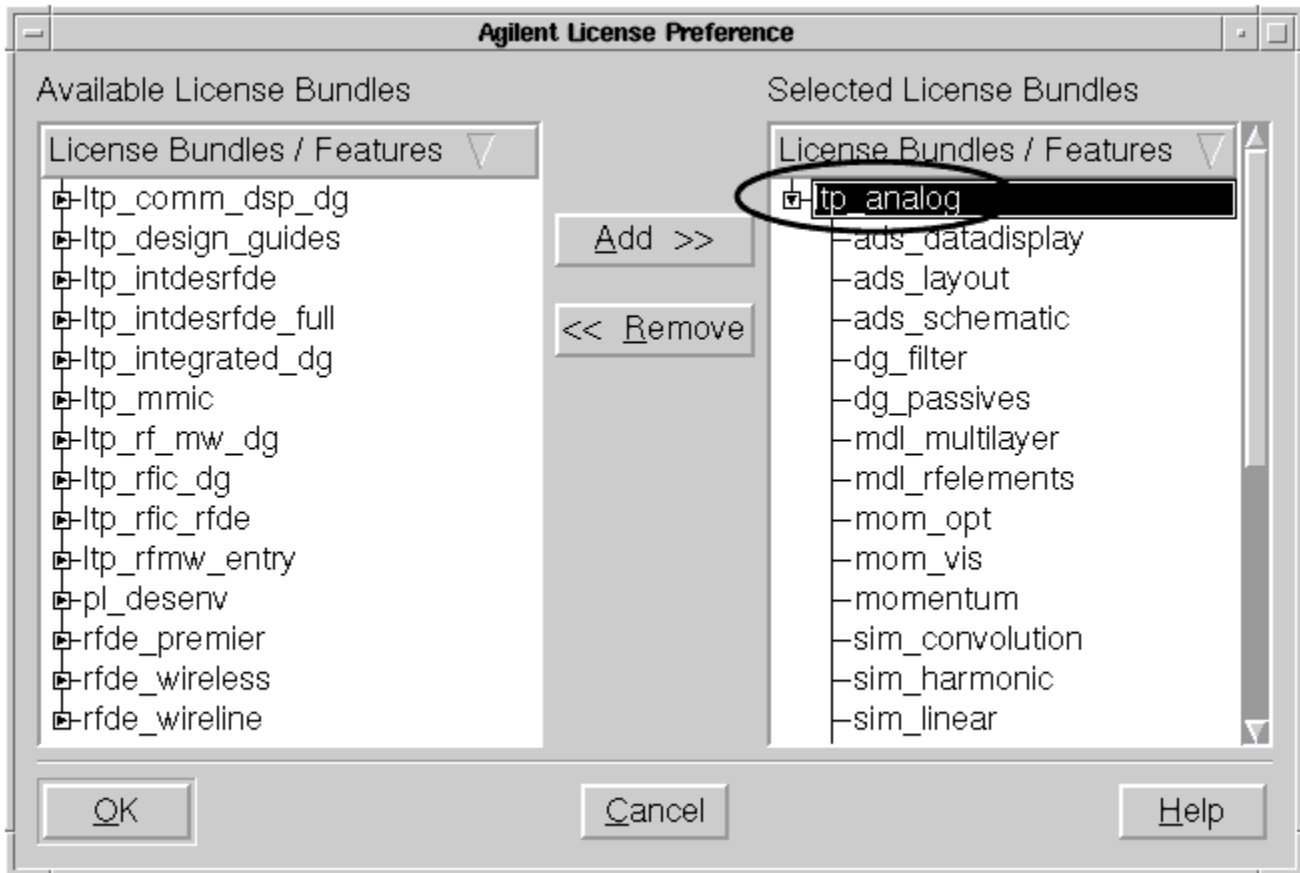 Agilent License Preference
Available License Bundles
License Bundles / Features
ltp_comm_dsp_dg
ltp_design_guides
ltp_intdesrfde
ltp_intdesrfde_full
ltp_integrated_dg
ltp_mmic
ltp_rf_mw_dg
ltp_rfic_dg
ltp_rfic_rfde
ltp_rfmw_entry
pl_desenv
rfde_premier
rfde_wireless
rfde_wireline
Add >>
<< Remove
Selected License Bundles
License Bundles / Features
ltp_analog
ads_datadisplay
ads_layout
ads_schematic
dg_filter
dg_passives
mdl_multilayer
mdl_rfelements
mom_opt
mom_vis
momentum
sim_convolution
sim_harmonic
sim_linear
OK
Cancel
Help